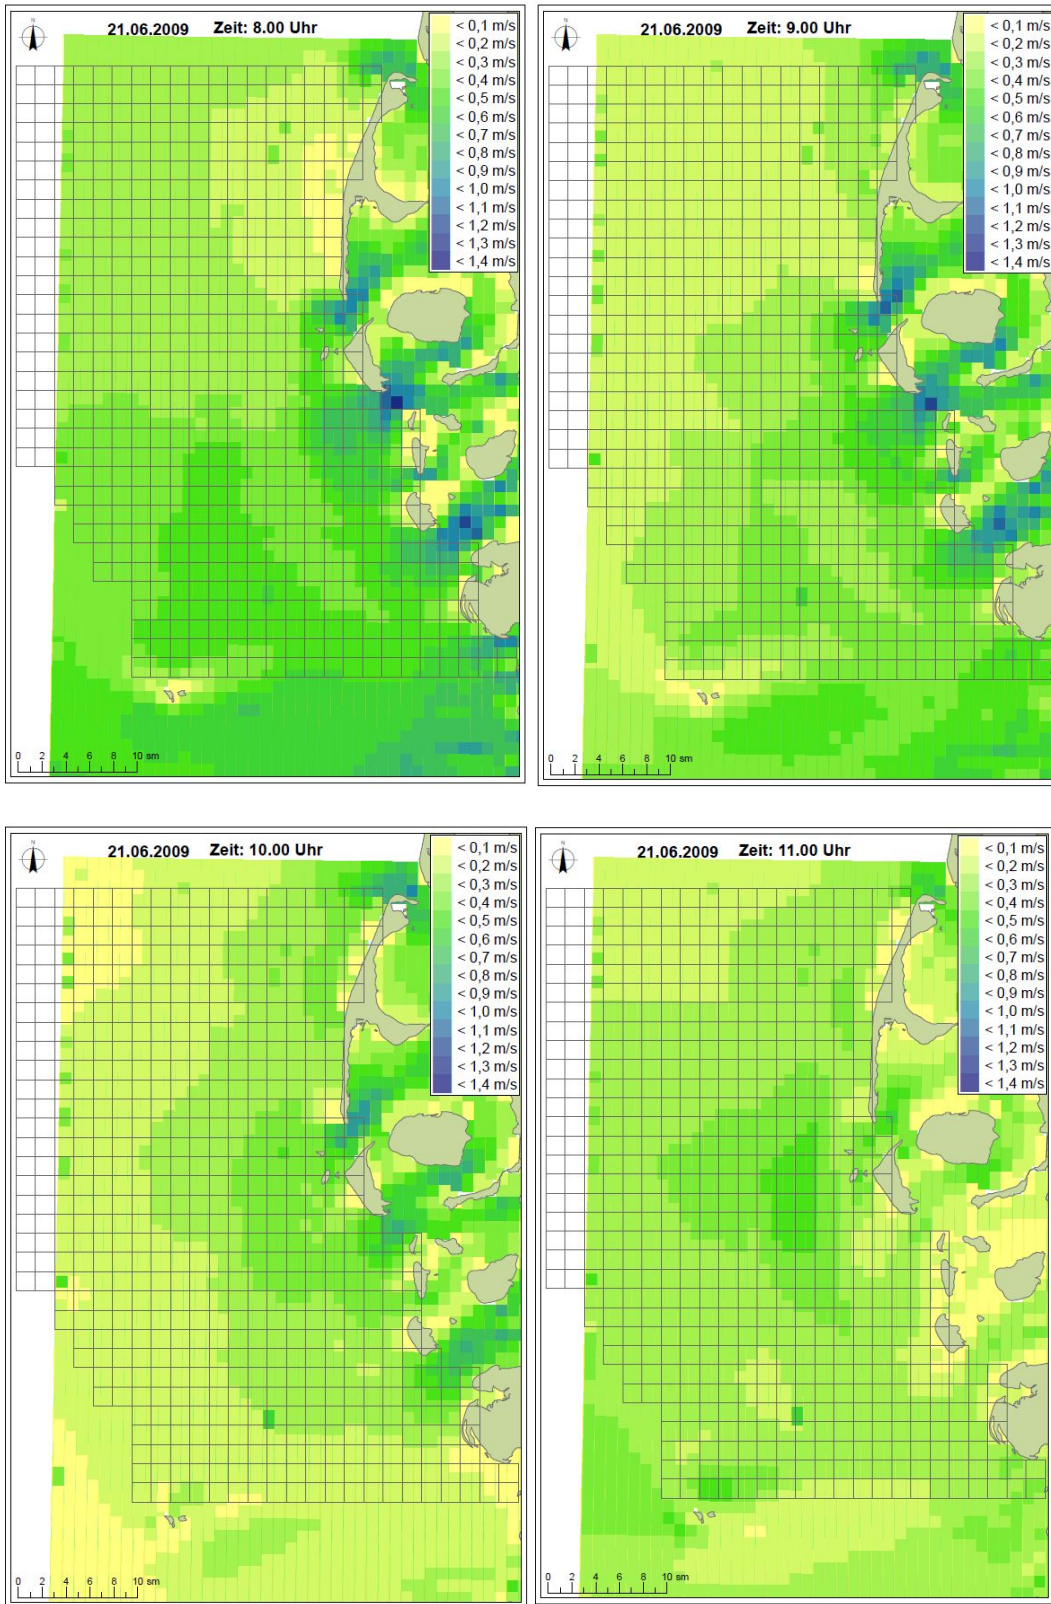 N
21.06.2009 Zeit: 8.00 Uhr
< 0,1 m/s
< 0,2 m/s
< 0,3 m/s
< 0,4 m/s
< 0,5 m/s
< 0,6 m/s
< 0,7 m/s
< 0,8 m/s
< 0,9 m/s
< 1,0 m/s
< 1,1 m/s
< 1,2 m/s
< 1,3 m/s
< 1,4 m/s
0 2 4 6 8 10 sm
N
21.06.2009 Zeit: 9.00 Uhr
< 0,1 m/s
< 0,2 m/s
< 0,3 m/s
< 0,4 m/s
< 0,5 m/s
< 0,6 m/s
< 0,7 m/s
< 0,8 m/s
< 0,9 m/s
< 1,0 m/s
< 1,1 m/s
< 1,2 m/s
< 1,3 m/s
< 1,4 m/s
0 2 4 6 8 10 sm
N
21.06.2009 Zeit: 10.00 Uhr
< 0,1 m/s
< 0,2 m/s
< 0,3 m/s
< 0,4 m/s
< 0,5 m/s
< 0,6 m/s
< 0,7 m/s
< 0,8 m/s
< 0,9 m/s
< 1,0 m/s
< 1,1 m/s
< 1,2 m/s
< 1,3 m/s
< 1,4 m/s
0 2 4 6 8 10 sm
N
21.06.2009 Zeit: 11.00 Uhr
< 0,1 m/s
< 0,2 m/s
< 0,3 m/s
< 0,4 m/s
< 0,5 m/s
< 0,6 m/s
< 0,7 m/s
< 0,8 m/s
< 0,9 m/s
< 1,0 m/s
< 1,1 m/s
< 1,2 m/s
< 1,3 m/s
< 1,4 m/s
0 2 4 6 8 10 sm